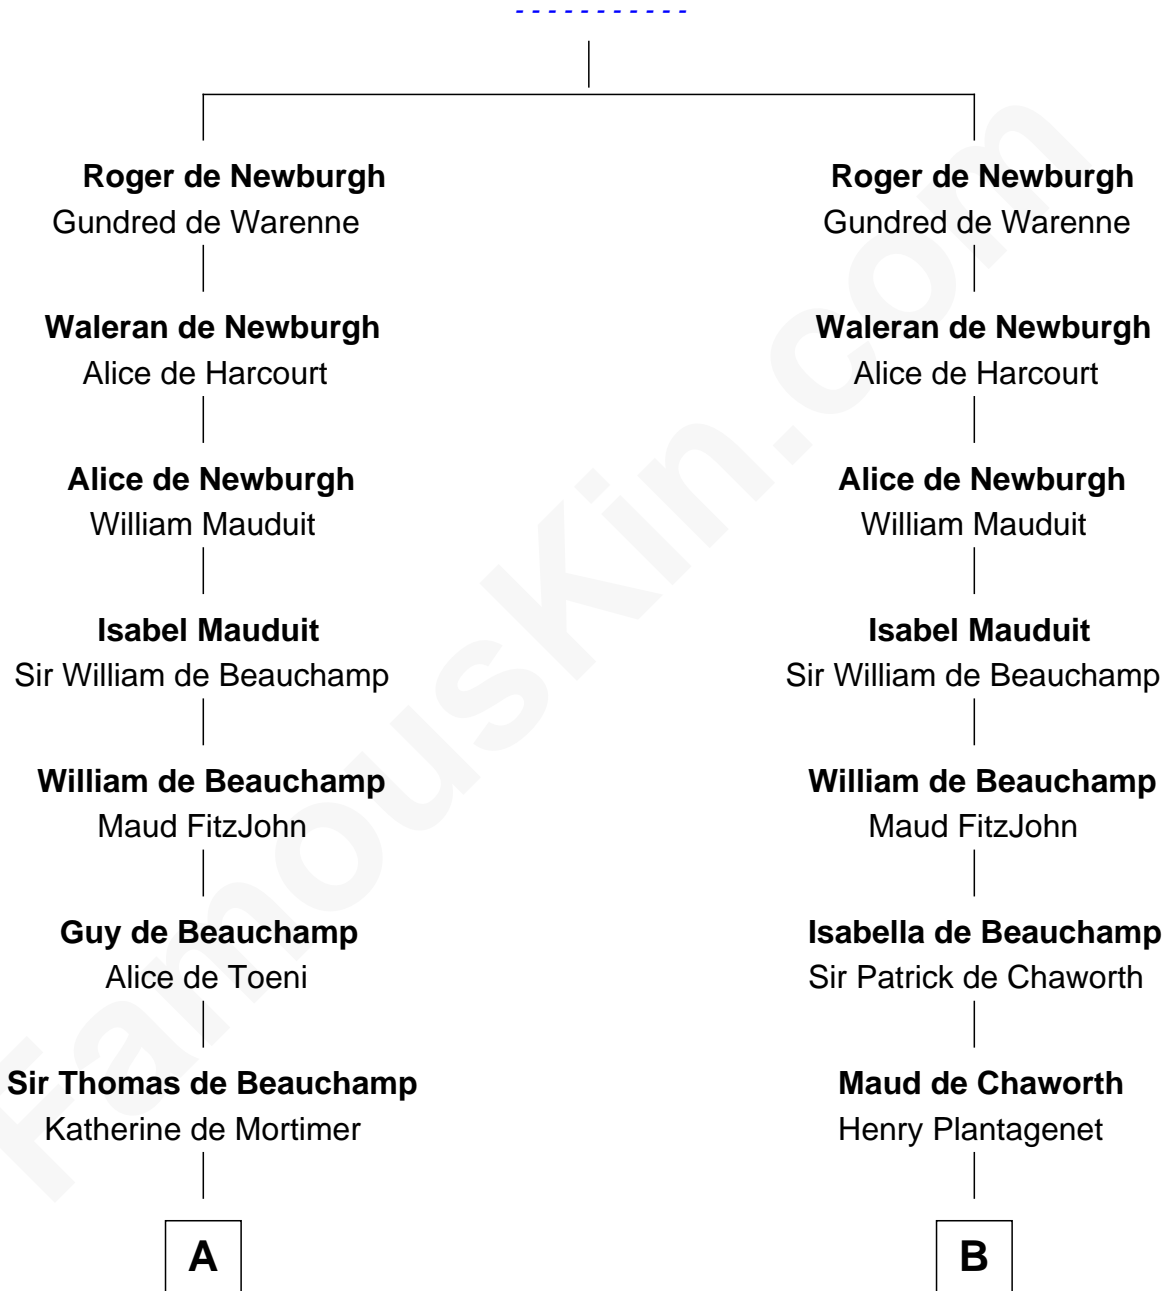 - - - - - - - - - - -
Roger de Newburgh
Gundred de Warenne
Waleran de Newburgh
Alice de Harcourt
Alice de Newburgh
William Mauduit
Isabel Mauduit
Sir William de Beauchamp
William de Beauchamp
Maud FitzJohn
Guy de Beauchamp
Alice de Toeni
Sir Thomas de Beauchamp
Katherine de Mortimer
A
Roger de Newburgh
Gundred de Warenne
Waleran de Newburgh
Alice de Harcourt
Alice de Newburgh
William Mauduit
Isabel Mauduit
Sir William de Beauchamp
William de Beauchamp
Maud FitzJohn
Isabella de Beauchamp
Sir Patrick de Chaworth
Maud de Chaworth
Henry Plantagenet
B
FamousKin.com